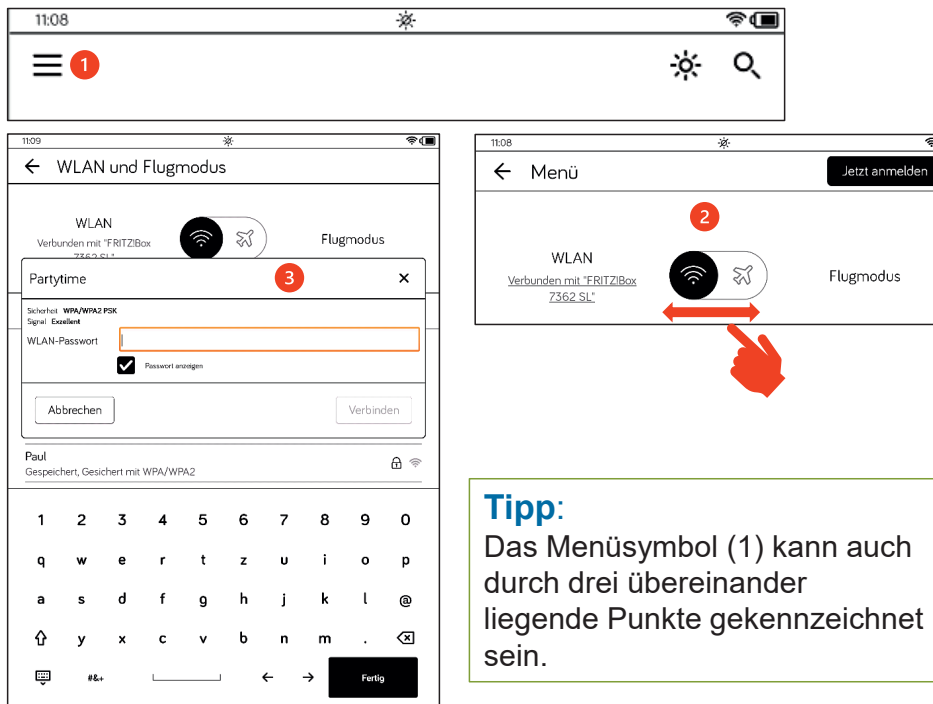 11:08
1
11:09
WLAN und Flugmodus
WLAN
Verbunden mit "FRITZ!Box
7362 SL"
Flugmodus
Partytime
3
Sicherheit WPA/WPA2 PSK
Signal Exzellent
WLAN-Passwort
Passwort anzeigen
Abbrechen
Verbinden
Paul
Gespeichert, Gesichert mit WPA/WPA2
1 2 3 4 5 6 7 8 9 0
q w e r t z u i o p
a s d f g h j k l @
y x c v b n m .
#&+
Fertig
11:08
Menü
Jetzt anmelden
2
WLAN
Verbunden mit "FRITZ!Box
7362 SL"
Flugmodus
Tipp:
Das Menüsymbol (1) kann auch
durch drei übereinander
liegende Punkte gekennzeichnet
sein.